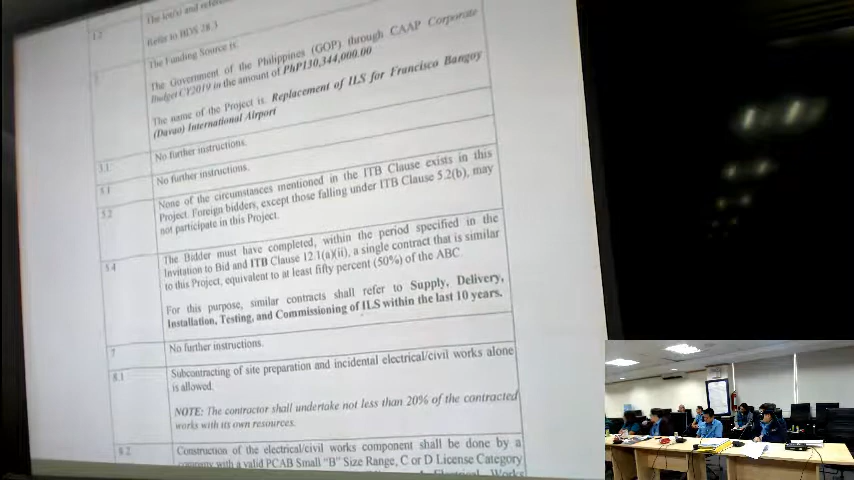 1.2
The lot(s) and
Refer to BDS 28.3
The Funding Source is:
The Government of the Philippines (GOP) through CAAP Corporate
Budget CY2019 in the amount of PhP130,344,000.00
The name of the Project is: Replacement of ILS for Francisco Bangoy
(Davao) International Airport
3.1
No further instructions.
5.1
No further instructions.
5.2
None of the circumstances mentioned in the ITB Clause exists in this
Project. Foreign bidders, except those falling under ITB Clause 5.2(b), may
not participate in this Project.
5.4
The Bidder must have completed, within the period specified in the
Invitation to Bid and ITB Clause 12.1(a)(ii), a single contract that is similar
to this Project, equivalent to at least fifty percent (50%) of the ABC.
For this purpose, similar contracts shall refer to Supply, Delivery,
Installation, Testing, and Commissioning of ILS within the last 10 years.
7
No further instructions.
8.1
Subcontracting of site preparation and incidental electrical/civil works alone
is allowed.
NOTE: The contractor shall undertake not less than 20% of the contracted
works with its own resources.
8.2
Construction of the electrical/civil works component shall be done by a
company with a valid PCAB Small "B" Size Range, C or D License Category
Electrical Works